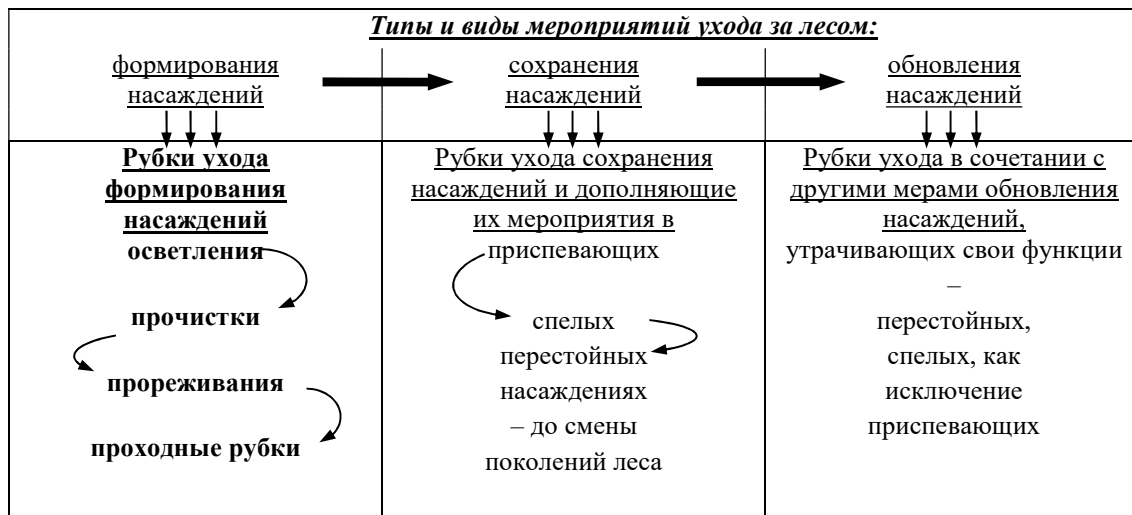 Типы и виды мероприятий ухода за лесом:
формирования
насаждений
сохранения
насаждений
обновления
насаждений
Рубки ухода
формирования
насаждений
осветления
прочистки
прореживания
проходные рубки
Рубки ухода сохранения
насаждений и дополняющие
их мероприятия в
приспевающих
спелых
перестойных
насаждениях
– до смены
поколений леса
Рубки ухода в сочетании с
другими мерами обновления
насаждений,
утрачивающих свои функции
–
перестойных,
спелых, как
исключение
приспевающих